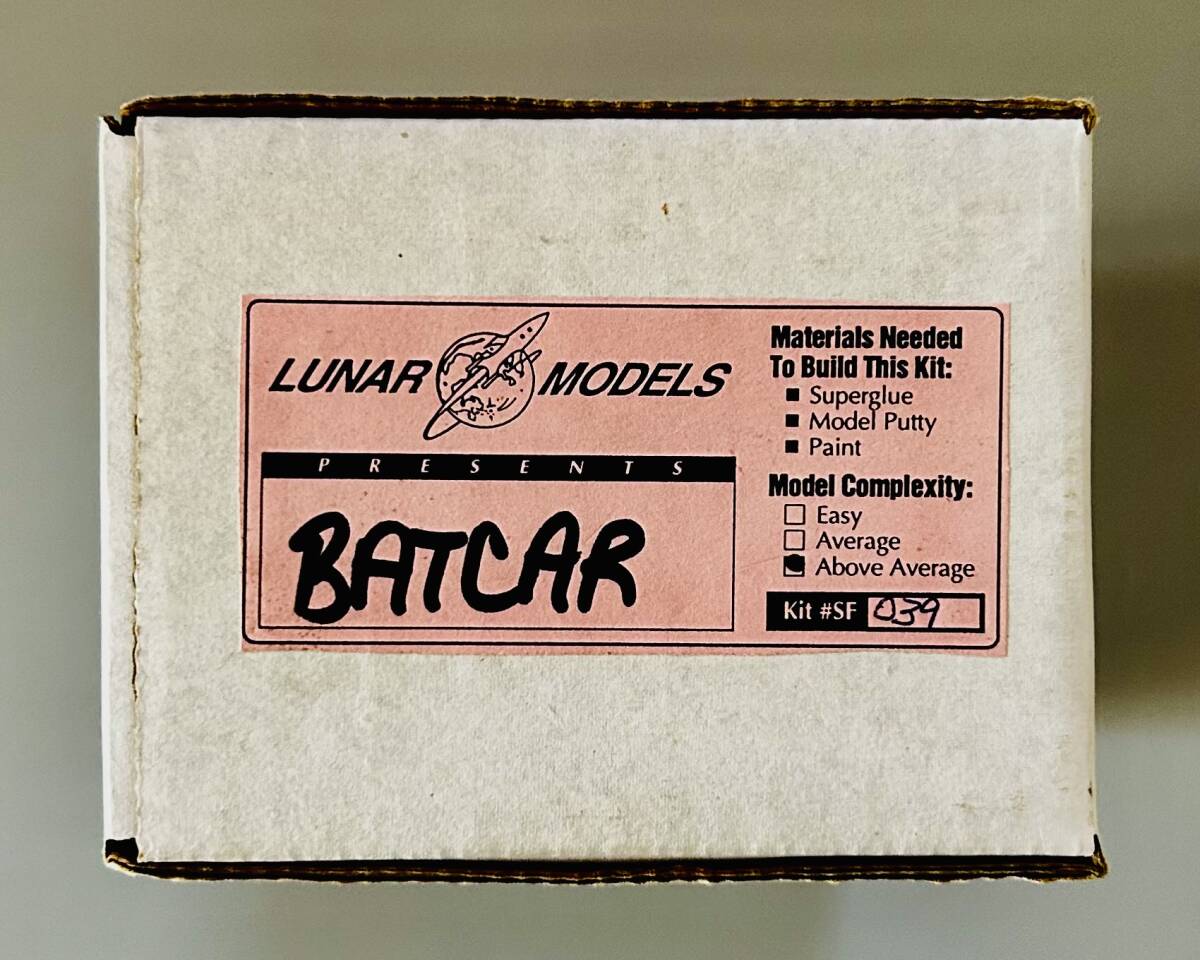 LUNAR MODELS
PRESENTS
BATCAR
Materials Needed
To Build This Kit:
Superglue
Model Putty
Paint
Model Complexity:
Easy
Average
Above Average
Kit #SF 039